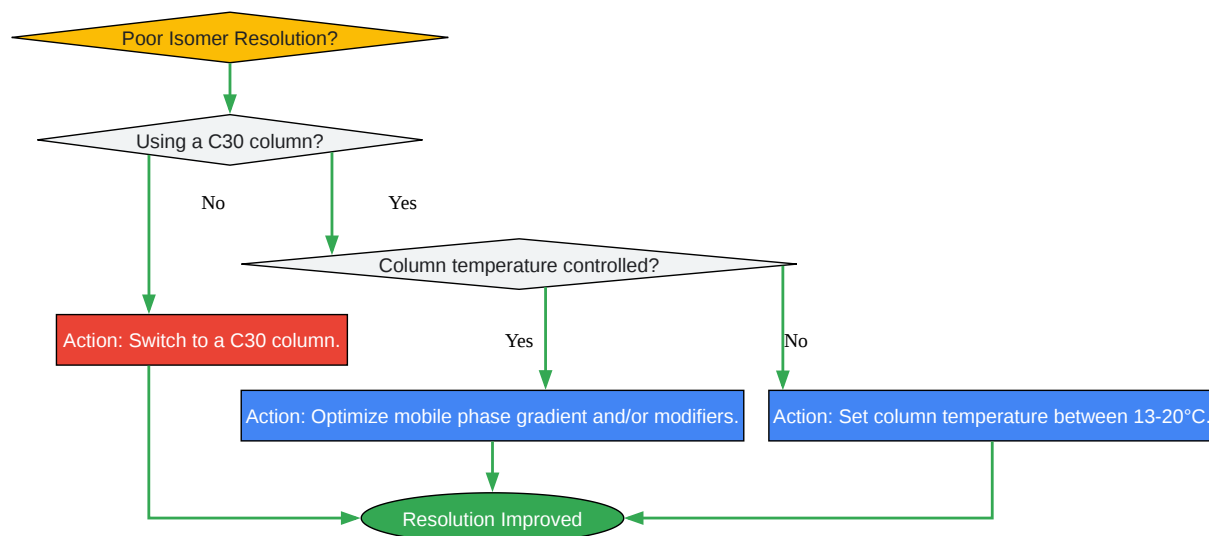 Poor Isomer Resolution?
Using a C30 column?
No
Yes
Column temperature controlled?
Action: Switch to a C30 column.
Yes
No
Action: Optimize mobile phase gradient and/or modifiers.
Action: Set column temperature between 13-20°C.
Resolution Improved